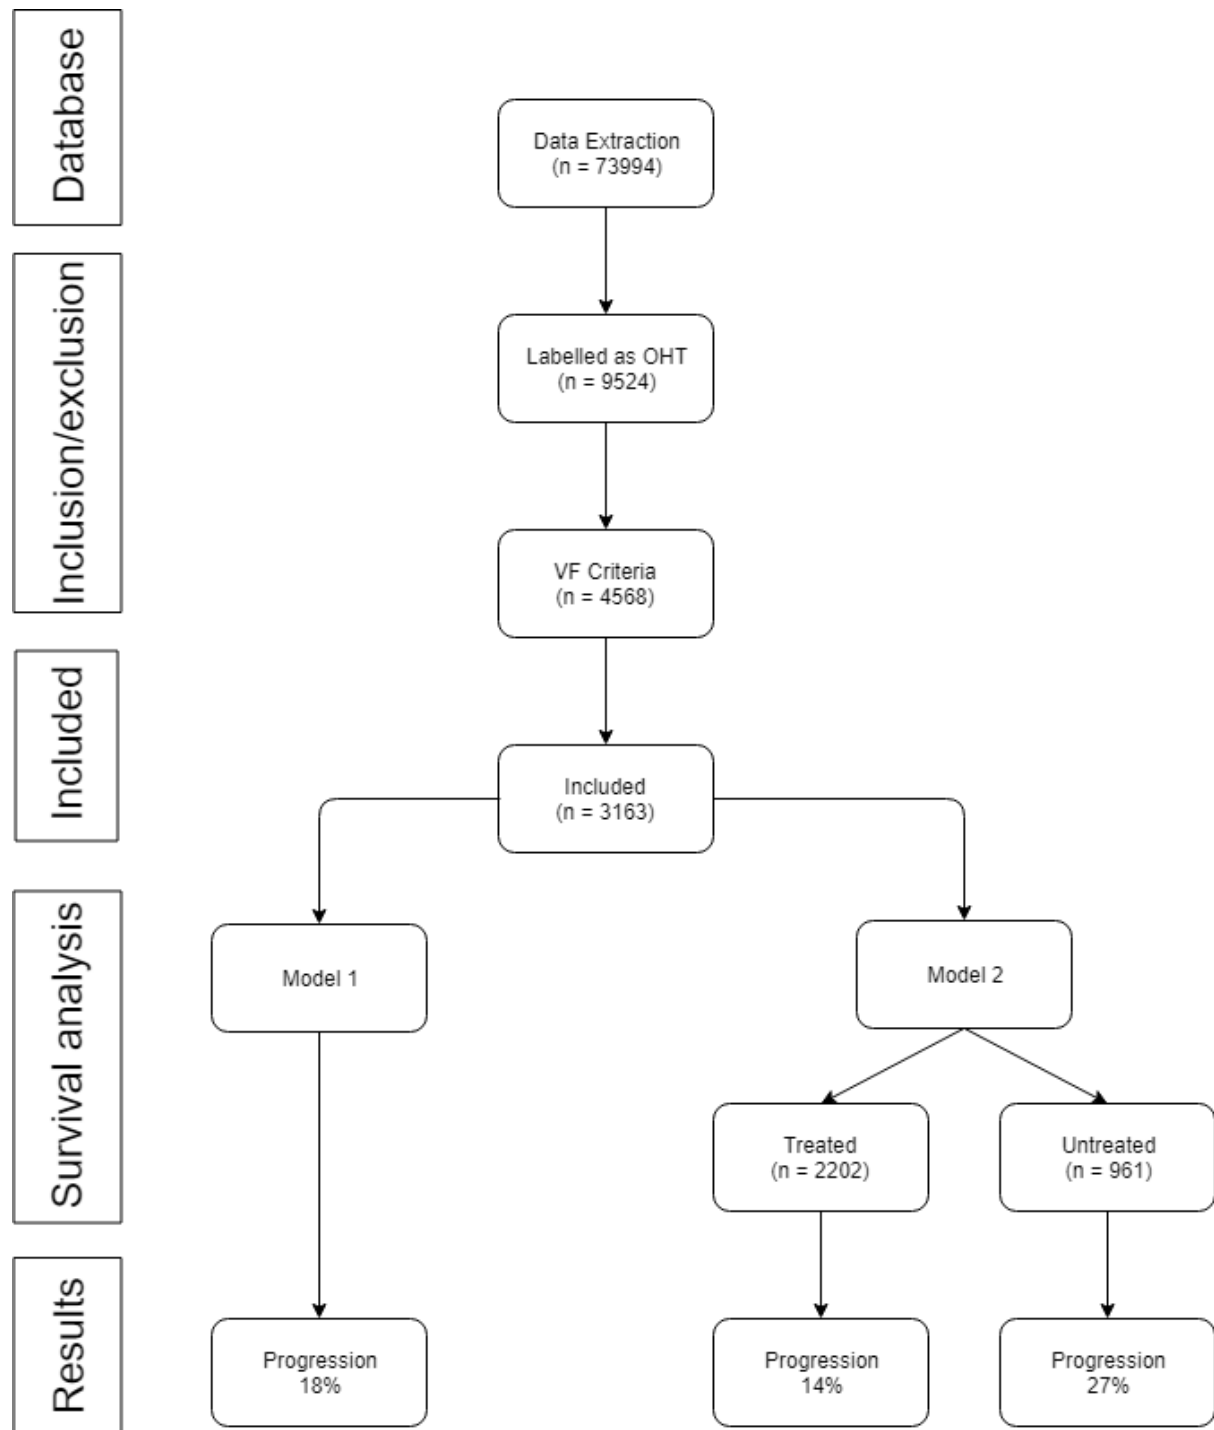 Database
Data Extraction
(n = 73994)
Inclusion/exclusion
Labelled as OHT
(n = 9524)
VF Criteria
(n = 4568)
Included
Included
(n = 3163)
Survival analysis
Model 1
Model 2
Treated
(n = 2202)
Untreated
(n = 961)
Results
Progression
18%
Progression
14%
Progression
27%